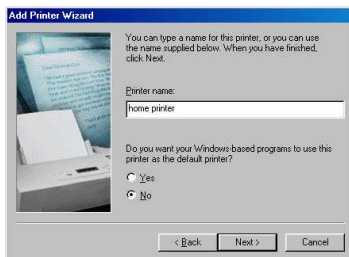 Add Printer Wizard
You can type a name for this printer, or you can use
the name supplied below. When you have finished,
click Next.
Printer name:
home printer
Do you want your Windows-based programs to use this
printer as the default printer?
Yes
No
< Back
Next >
Cancel